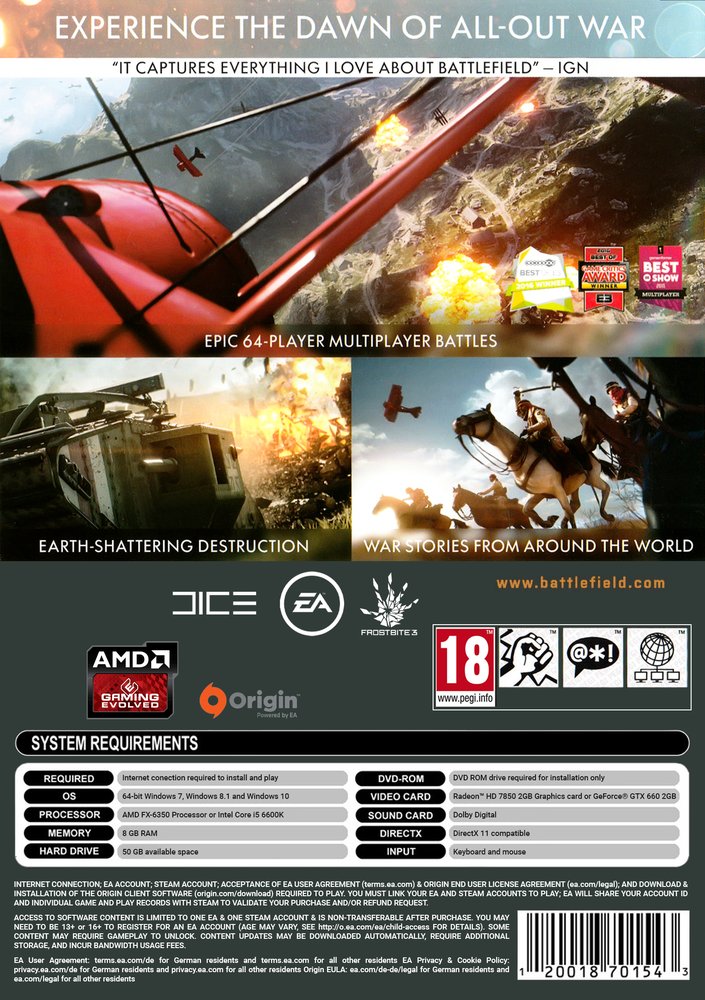 EXPERIENCE THE DAWN OF ALL-OUT WAR
“IT CAPTURES EVERYTHING I LOVE ABOUT BATTLEFIELD” – IGN
BEST
2016 WINNER
2016
BEST OF
GAME CRITICS
AWARD
WINNER
E3
BEST
OF SHOW
MULTIPLAYER
EPIC 64-PLAYER MULTIPLAYER BATTLES
EARTH-SHATTERING DESTRUCTION
WAR STORIES FROM AROUND THE WORLD
www.battlefield.com
DICE
EA
FROSTBITE 3
AMD
GAMING
EVOLVED
Origin™
Powered by EA
18
www.pegi.info
@*!
SYSTEM REQUIREMENTS
REQUIRED Internet conection required to install and play
OS 64-bit Windows 7, Windows 8.1 and Windows 10
PROCESSOR AMD FX-6350 Processor or Intel Core i5 6600K
MEMORY 8 GB RAM
HARD DRIVE 50 GB available space
DVD-ROM DVD ROM drive required for installation only
VIDEO CARD Radeon™ HD 7850 2GB Graphics card or GeForce® GTX 660 2GB
SOUND CARD Dolby Digital
DIRECTX DirectX 11 compatible
INPUT Keyboard and mouse
INTERNET CONNECTION; EA ACCOUNT; STEAM ACCOUNT; ACCEPTANCE OF EA USER AGREEMENT (terms.ea.com) & ORIGIN END USER LICENSE AGREEMENT (ea.com/legal); AND DOWNLOAD &
INSTALLATION OF THE ORIGIN CLIENT SOFTWARE (origin.com/download) REQUIRED TO PLAY. YOU MUST LINK YOUR EA AND STEAM ACCOUNTS TO PLAY; EA WILL SHARE YOUR ACCOUNT ID
AND INDIVIDUAL GAME AND PLAY RECORDS WITH STEAM TO VALIDATE YOUR PURCHASE AND/OR REFUND REQUEST.
ACCESS TO SOFTWARE CONTENT IS LIMITED TO ONE EA & ONE STEAM ACCOUNT & IS NON-TRANSFERABLE AFTER PURCHASE. YOU MAY
NEED TO BE 13+ or 16+ TO REGISTER FOR AN EA ACCOUNT (AGE MAY VARY, SEE http://o.ea.com/ea/child-access FOR DETAILS). SOME
CONTENT MAY REQUIRE GAMEPLAY TO UNLOCK. CONTENT UPDATES MAY BE DOWNLOADED AUTOMATICALLY, REQUIRE ADDITIONAL
STORAGE, AND INCUR BANDWIDTH USAGE FEES.
EA User Agreement: terms.ea.com/de for German residents and terms.ea.com for all other residents EA Privacy & Cookie Policy:
privacy.ea.com/de for German residents and privacy.ea.com for all other residents Origin EULA: ea.com/de-de/legal for German residents and
ea.com/legal for all other residents
1 20018 70154 3